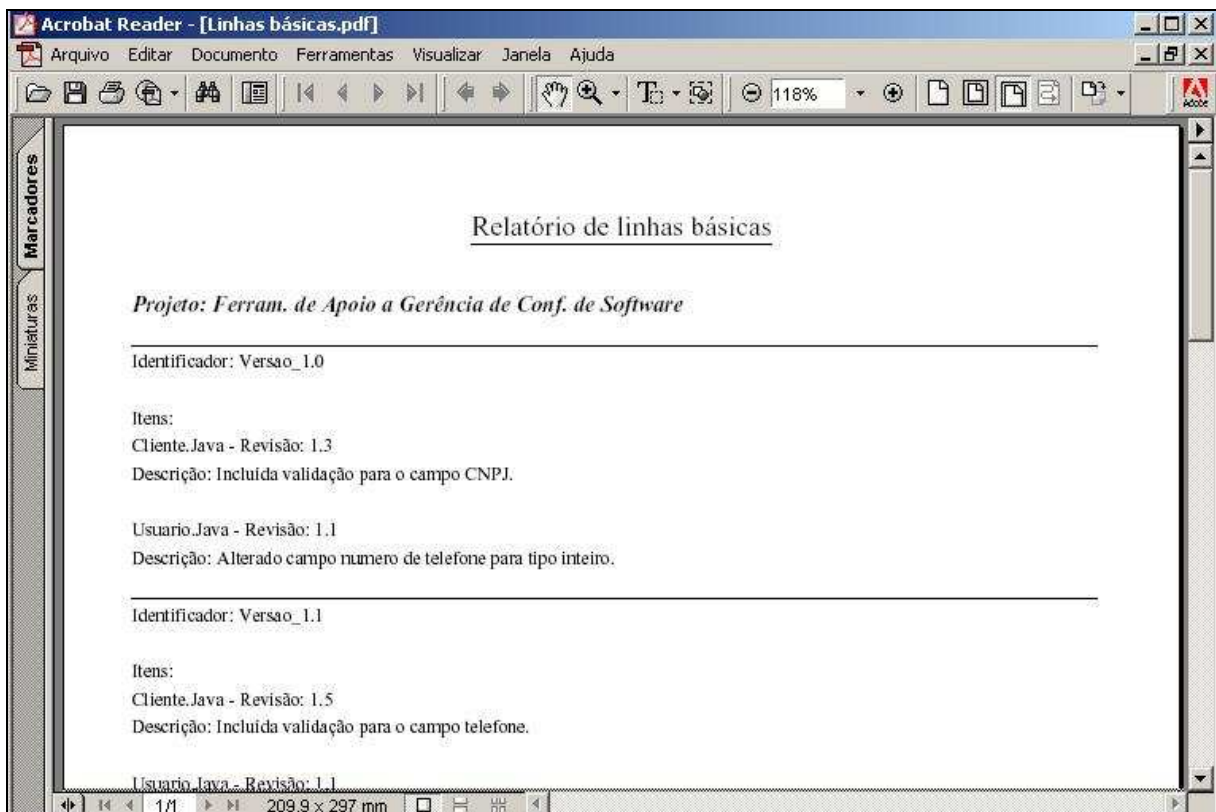 Acrobat Reader - [Linhas básicas.pdf]
Arquivo Editar Documento Ferramentas Visualizar Janela Ajuda
118%
Adobe
Marcadores
Miniaturas
Relatório de linhas básicas
Projeto: Ferram. de Apoio a Gerência de Conf. de Software
Identificador: Versao_1.0
Itens:
Cliente.Java - Revisão: 1.3
Descrição: Incluída validação para o campo CNPJ.
Usuario.Java - Revisão: 1.1
Descrição: Alterado campo numero de telefone para tipo inteiro.
Identificador: Versao_1.1
Itens:
Cliente.Java - Revisão: 1.5
Descrição: Incluída validação para o campo telefone.
Usuario.Java - Revisão: 1.1
1/1 209,9 x 297 mm